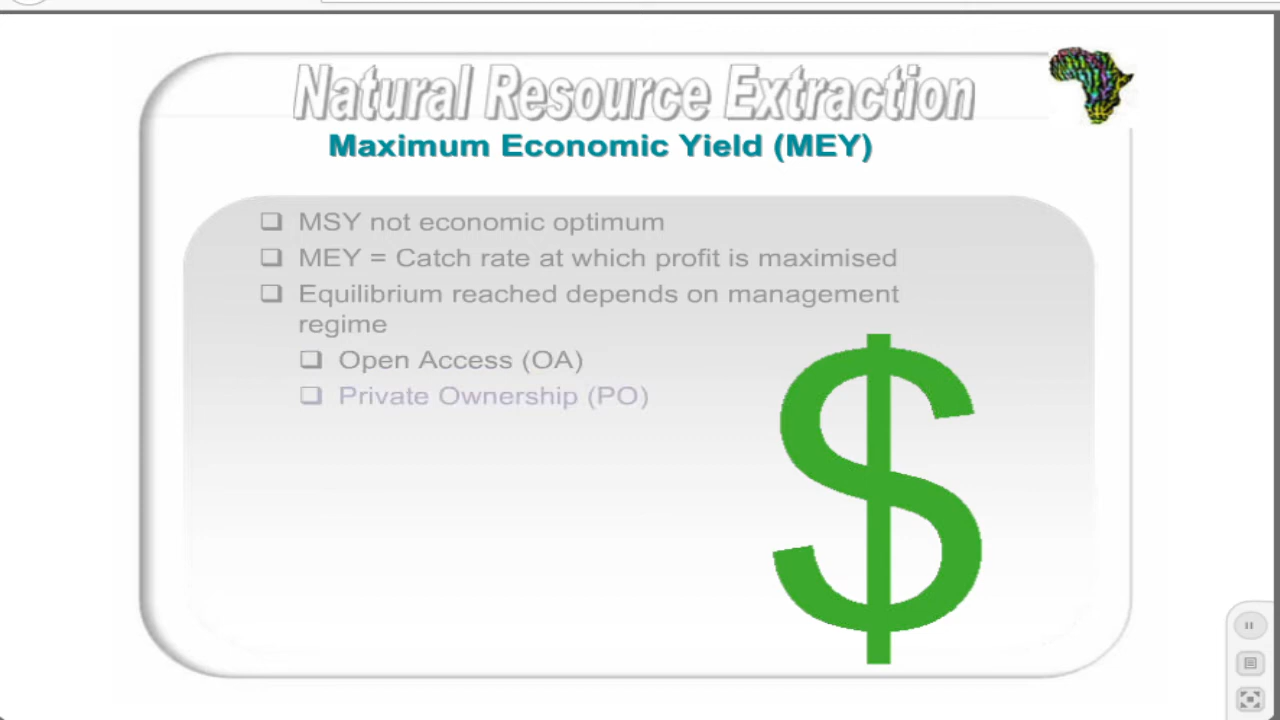 Natural Resource Extraction
Maximum Economic Yield (MEY)
❑ MSY not economic optimum
❑ MEY = Catch rate at which profit is maximised
❑ Equilibrium reached depends on management
regime
❑ Open Access (OA)
❑ Private Ownership (PO)
$